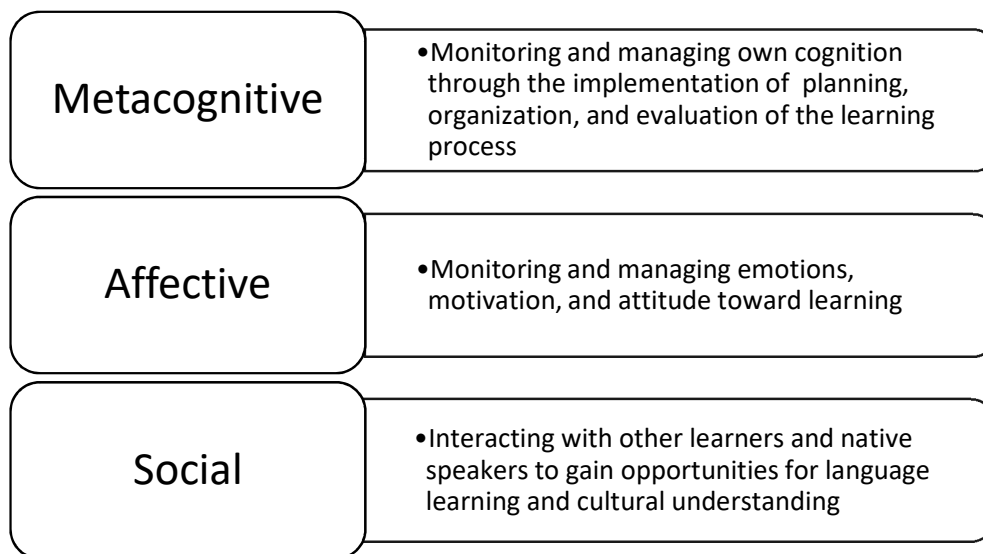 Metacognitive
•Monitoring and managing own cognition
through the implementation of  planning,
organization, and evaluation of the learning
process
Affective
•Monitoring and managing emotions,
motivation, and attitude toward learning
Social
•Interacting with other learners and native
speakers to gain opportunities for language
learning and cultural understanding